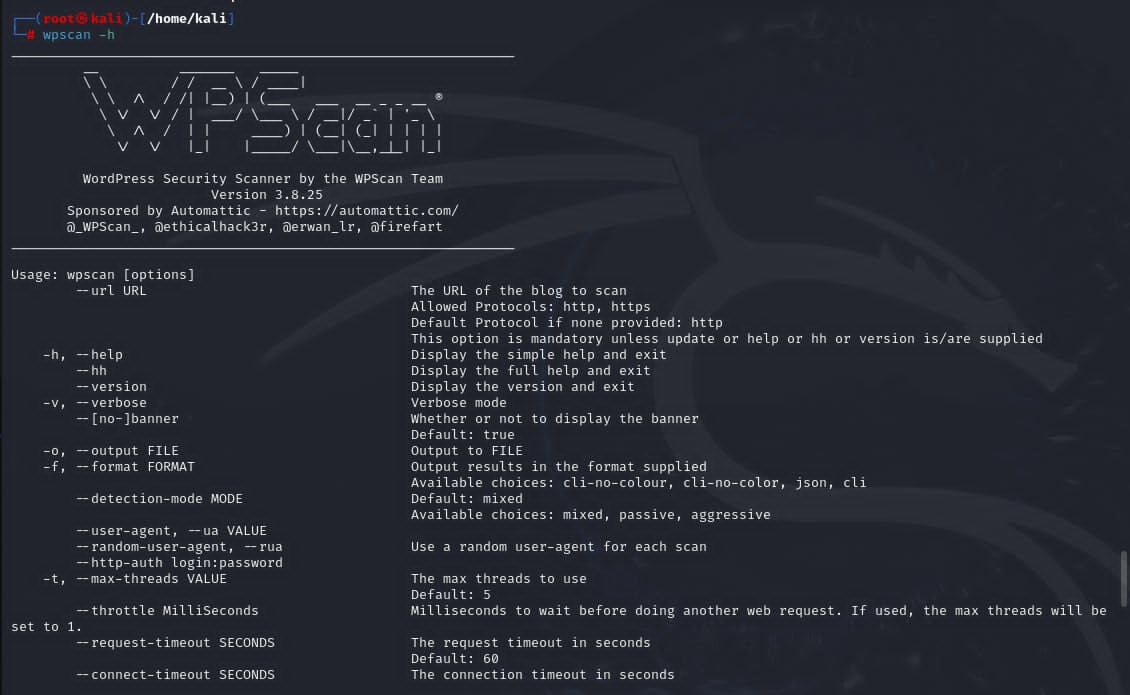 (root㉿kali)-[/home/kali]
# wpscan -h
WPScan ®
WordPress Security Scanner by the WPScan Team
Version 3.8.25
Sponsored by Automattic - https://automattic.com/
@_WPScan_, @ethicalhack3r, @erwan_lr, @firefart
Usage: wpscan [options]
--url URL The URL of the blog to scan
Allowed Protocols: http, https
Default Protocol if none provided: http
This option is mandatory unless update or help or hh or version is/are supplied
-h, --help Display the simple help and exit
--hh Display the full help and exit
--version Display the version and exit
-v, --verbose Verbose mode
--[no-]banner Whether or not to display the banner
Default: true
-o, --output FILE Output to FILE
-f, --format FORMAT Output results in the format supplied
Available choices: cli-no-colour, cli-no-color, json, cli
--detection-mode MODE Default: mixed
Available choices: mixed, passive, aggressive
--user-agent, --ua VALUE
--random-user-agent, --rua Use a random user-agent for each scan
--http-auth login:password
-t, --max-threads VALUE The max threads to use
Default: 5
--throttle MilliSeconds Milliseconds to wait before doing another web request. If used, the max threads will be
set to 1.
--request-timeout SECONDS The request timeout in seconds
Default: 60
--connect-timeout SECONDS The connection timeout in seconds